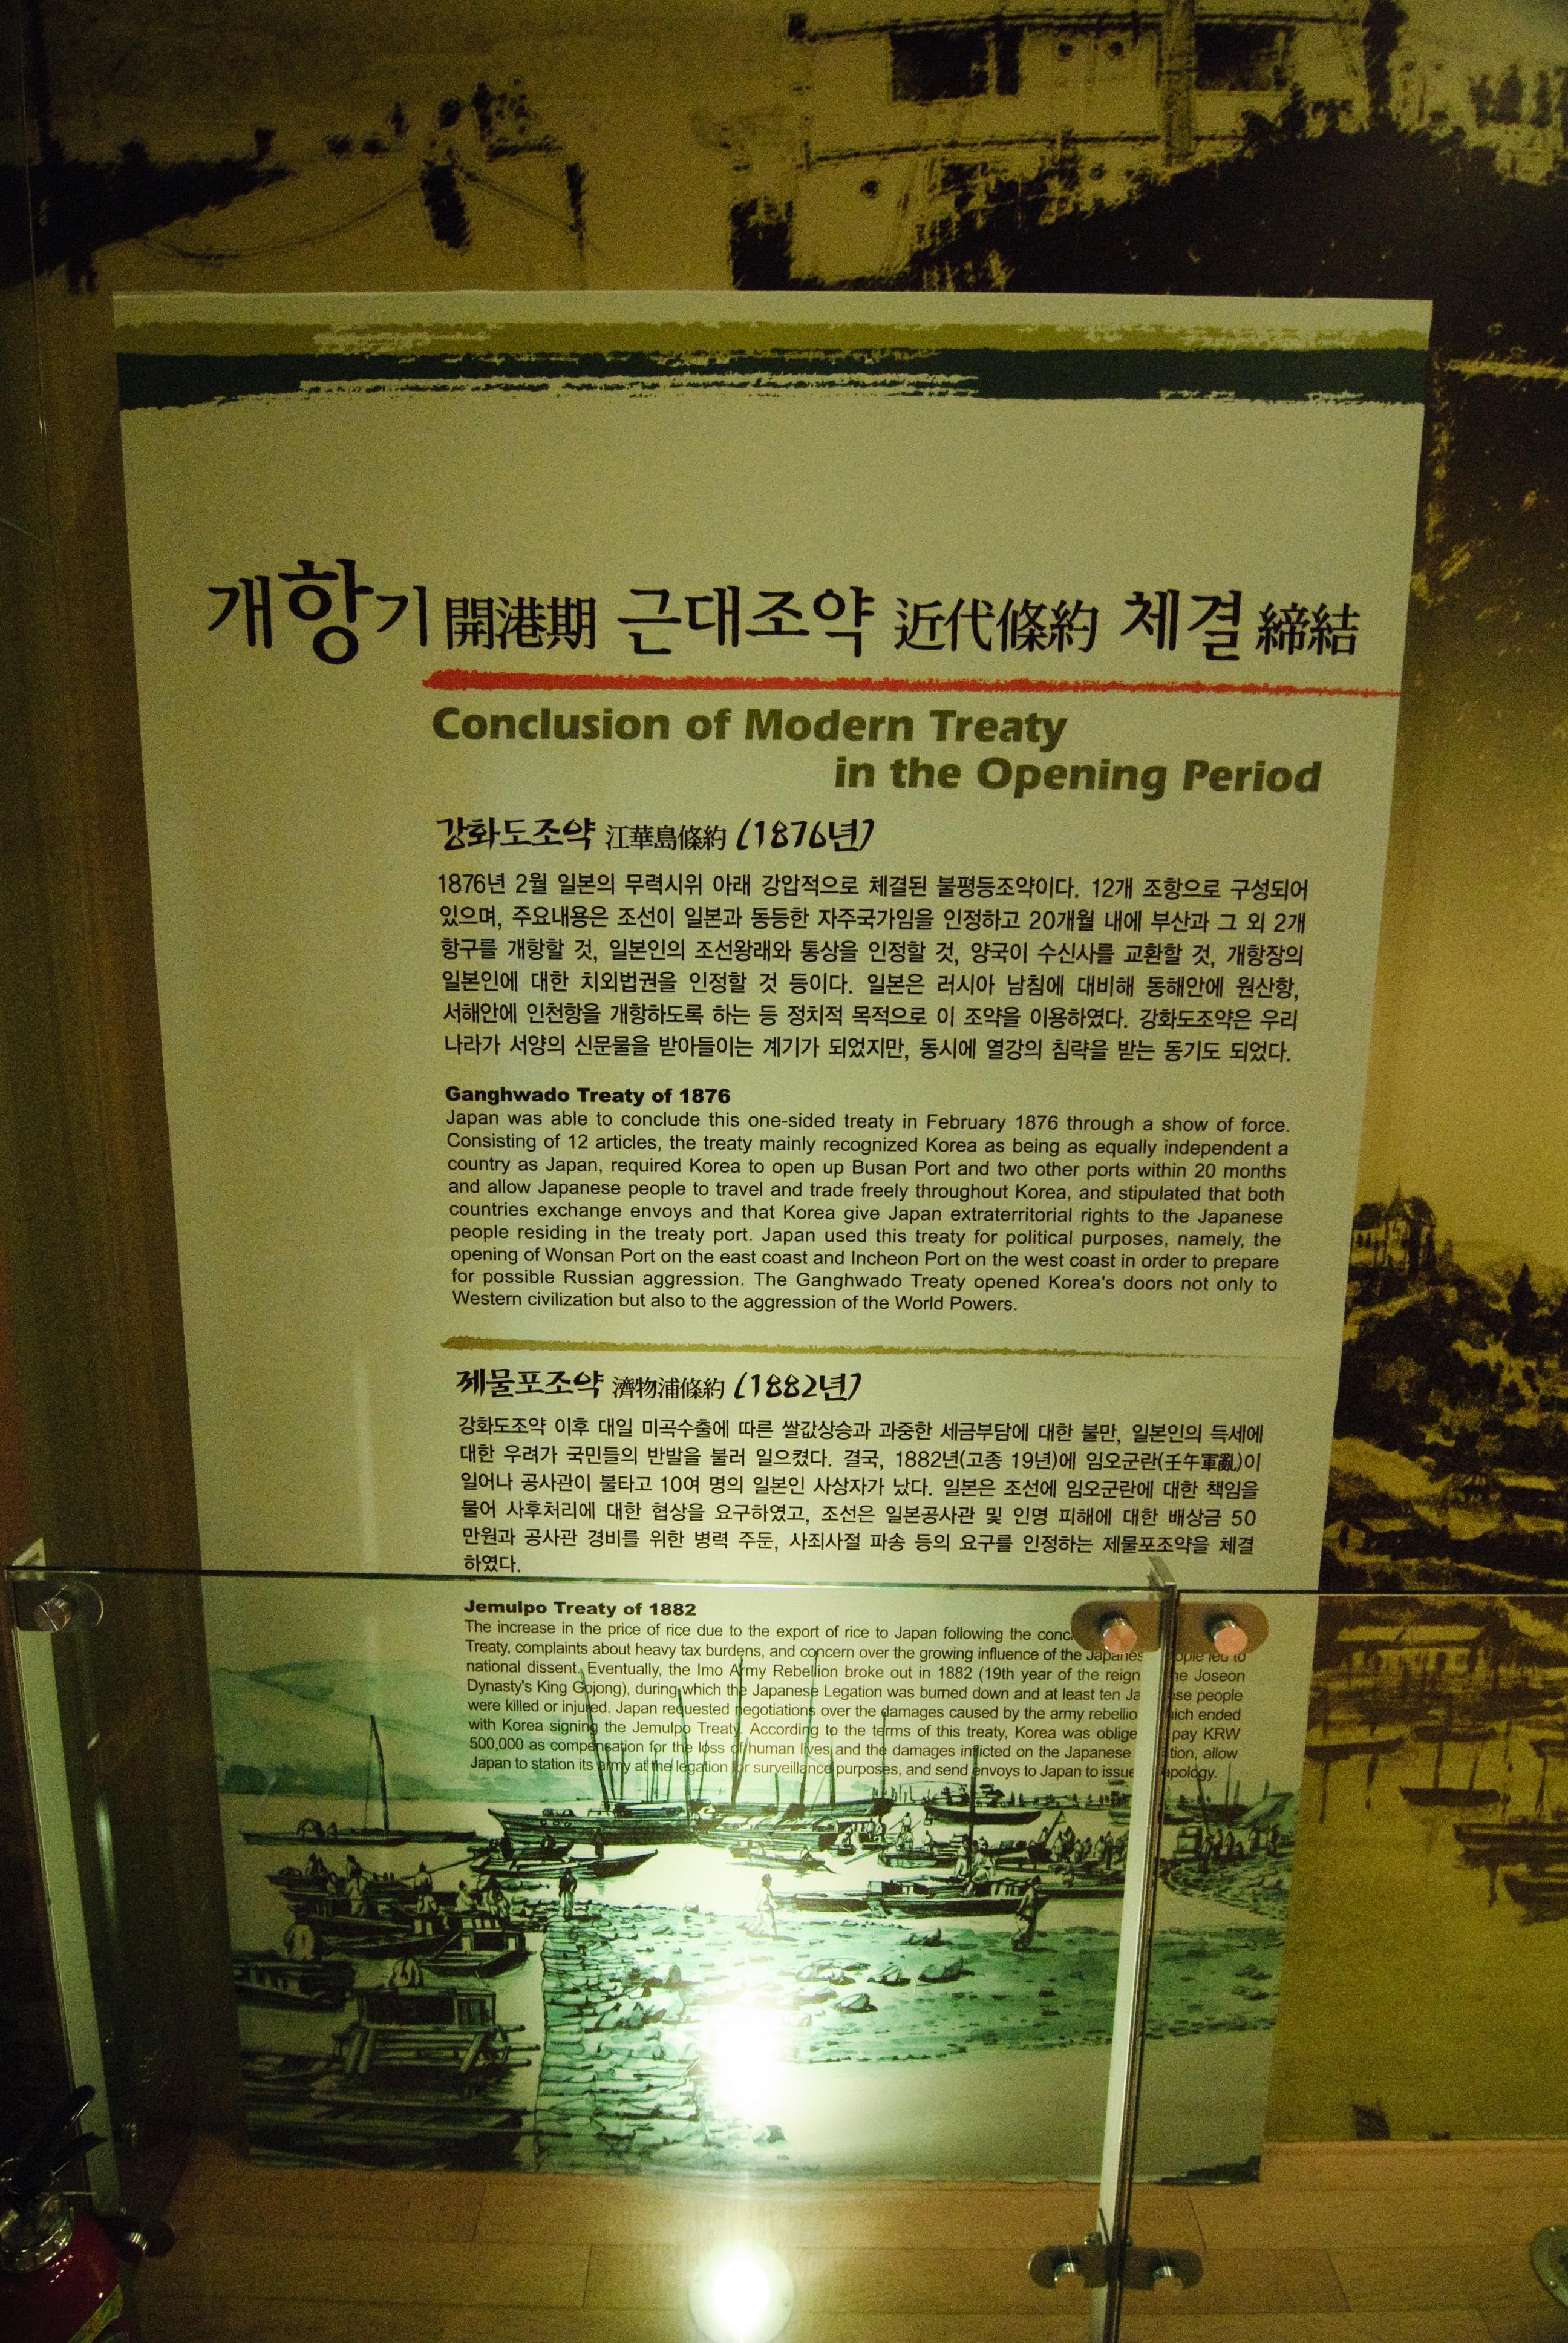 개항기 開港期 근대조약 近代條約 체결 締結
Conclusion of Modern Treaty
in the Opening Period
강화도조약 江華島條約 (1876년)
1876년 2월 일본의 무력시위 아래 강압적으로 체결된 불평등조약이다. 12개 조항으로 구성되어
있으며, 주요내용은 조선이 일본과 동등한 자주국가임을 인정하고 20개월 내에 부산과 그 외 2개
항구를 개항할 것, 일본인의 조선왕래와 통상을 인정할 것, 양국이 수신사를 교환할 것, 개항장의
일본인에 대한 치외법권을 인정할 것 등이다. 일본은 러시아 남침에 대비해 동해안에 원산항,
서해안에 인천항을 개항하도록 하는 등 정치적 목적으로 이 조약을 이용하였다. 강화도조약은 우리
나라가 서양의 신문물을 받아들이는 계기가 되었지만, 동시에 열강의 침략을 받는 동기도 되었다.
Ganghwado Treaty of 1876
Japan was able to conclude this one-sided treaty in February 1876 through a show of force.
Consisting of 12 articles, the treaty mainly recognized Korea as being as equally independent a
country as Japan, required Korea to open up Busan Port and two other ports within 20 months
and allow Japanese people to travel and trade freely throughout Korea, and stipulated that both
countries exchange envoys and that Korea give Japan extraterritorial rights to the Japanese
people residing in the treaty port. Japan used this treaty for political purposes, namely, the
opening of Wonsan Port on the east coast and Incheon Port on the west coast in order to prepare
for possible Russian aggression. The Ganghwado Treaty opened Korea's doors not only to
Western civilization but also to the aggression of the World Powers.
제물포조약 濟物浦條約 (1882년)
강화도조약 이후 대일 미곡수출에 따른 쌀값상승과 과중한 세금부담에 대한 불만, 일본인의 득세에
대한 우려가 국민들의 반발을 불러 일으켰다. 결국, 1882년(고종 19년)에 임오군란(壬午軍亂)이
일어나 공사관이 불타고 10여 명의 일본인 사상자가 났다. 일본은 조선에 임오군란에 대한 책임을
물어 사후처리에 대한 협상을 요구하였고, 조선은 일본공사관 및 인명 피해에 대한 배상금 50
만원과 공사관 경비를 위한 병력 주둔, 사죄사절 파송 등의 요구를 인정하는 제물포조약을 체결
하였다.
Jemulpo Treaty of 1882
The increase in the price of rice due to the export of rice to Japan following the
Treaty, complaints about heavy tax burdens, and concern over the growing influence of the Japanese people led to
national dissent. Eventually, the Imo Army Rebellion broke out in 1882 (19th year of the reign the Joseon
Dynasty's King Gojong), during which the Japanese Legation was burned down and at least ten Japanese people
were killed or injured. Japan requested negotiations over the damages caused by the army rebellion which ended
with Korea signing the Jemulpo Treaty. According to the terms of this treaty, Korea was obliged pay KRW
500,000 as compensation for the loss of human lives and the damages inflicted on the Japanese allow
Japan to station its army at the legation for surveillance purposes, and send envoys to Japan to issue apology.